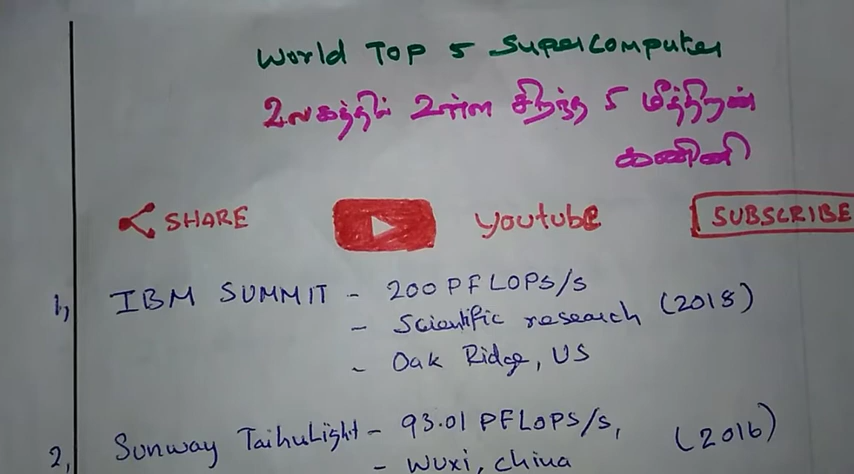 World Top 5 Supercomputer
உலகத்தில் உள்ள சிறந்த 5 மீத்திறன்
கணினி
SHARE Youtube SUBSCRIBE
1, IBM SUMMIT - 200 PFLOPS/s
- Scientific research (2018)
- Oak Ridge, US
2, Sunway TaihuLight - 93.01 PFLOPS/s, (2016)
- Wuxi, china